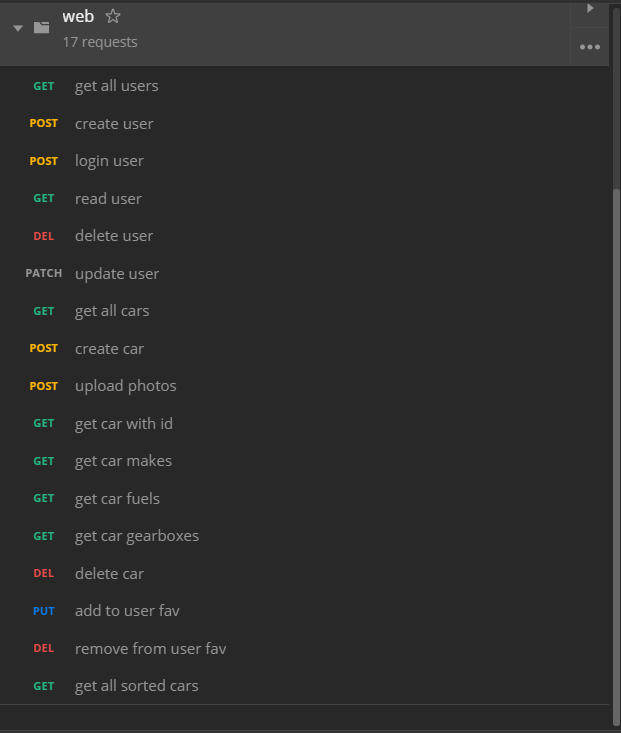 web
17 requests
GET get all users
POST create user
POST login user
GET read user
DEL delete user
PATCH update user
GET get all cars
POST create car
POST upload photos
GET get car with id
GET get car makes
GET get car fuels
GET get car gearboxes
DEL delete car
PUT add to user fav
DEL remove from user fav
GET get all sorted cars